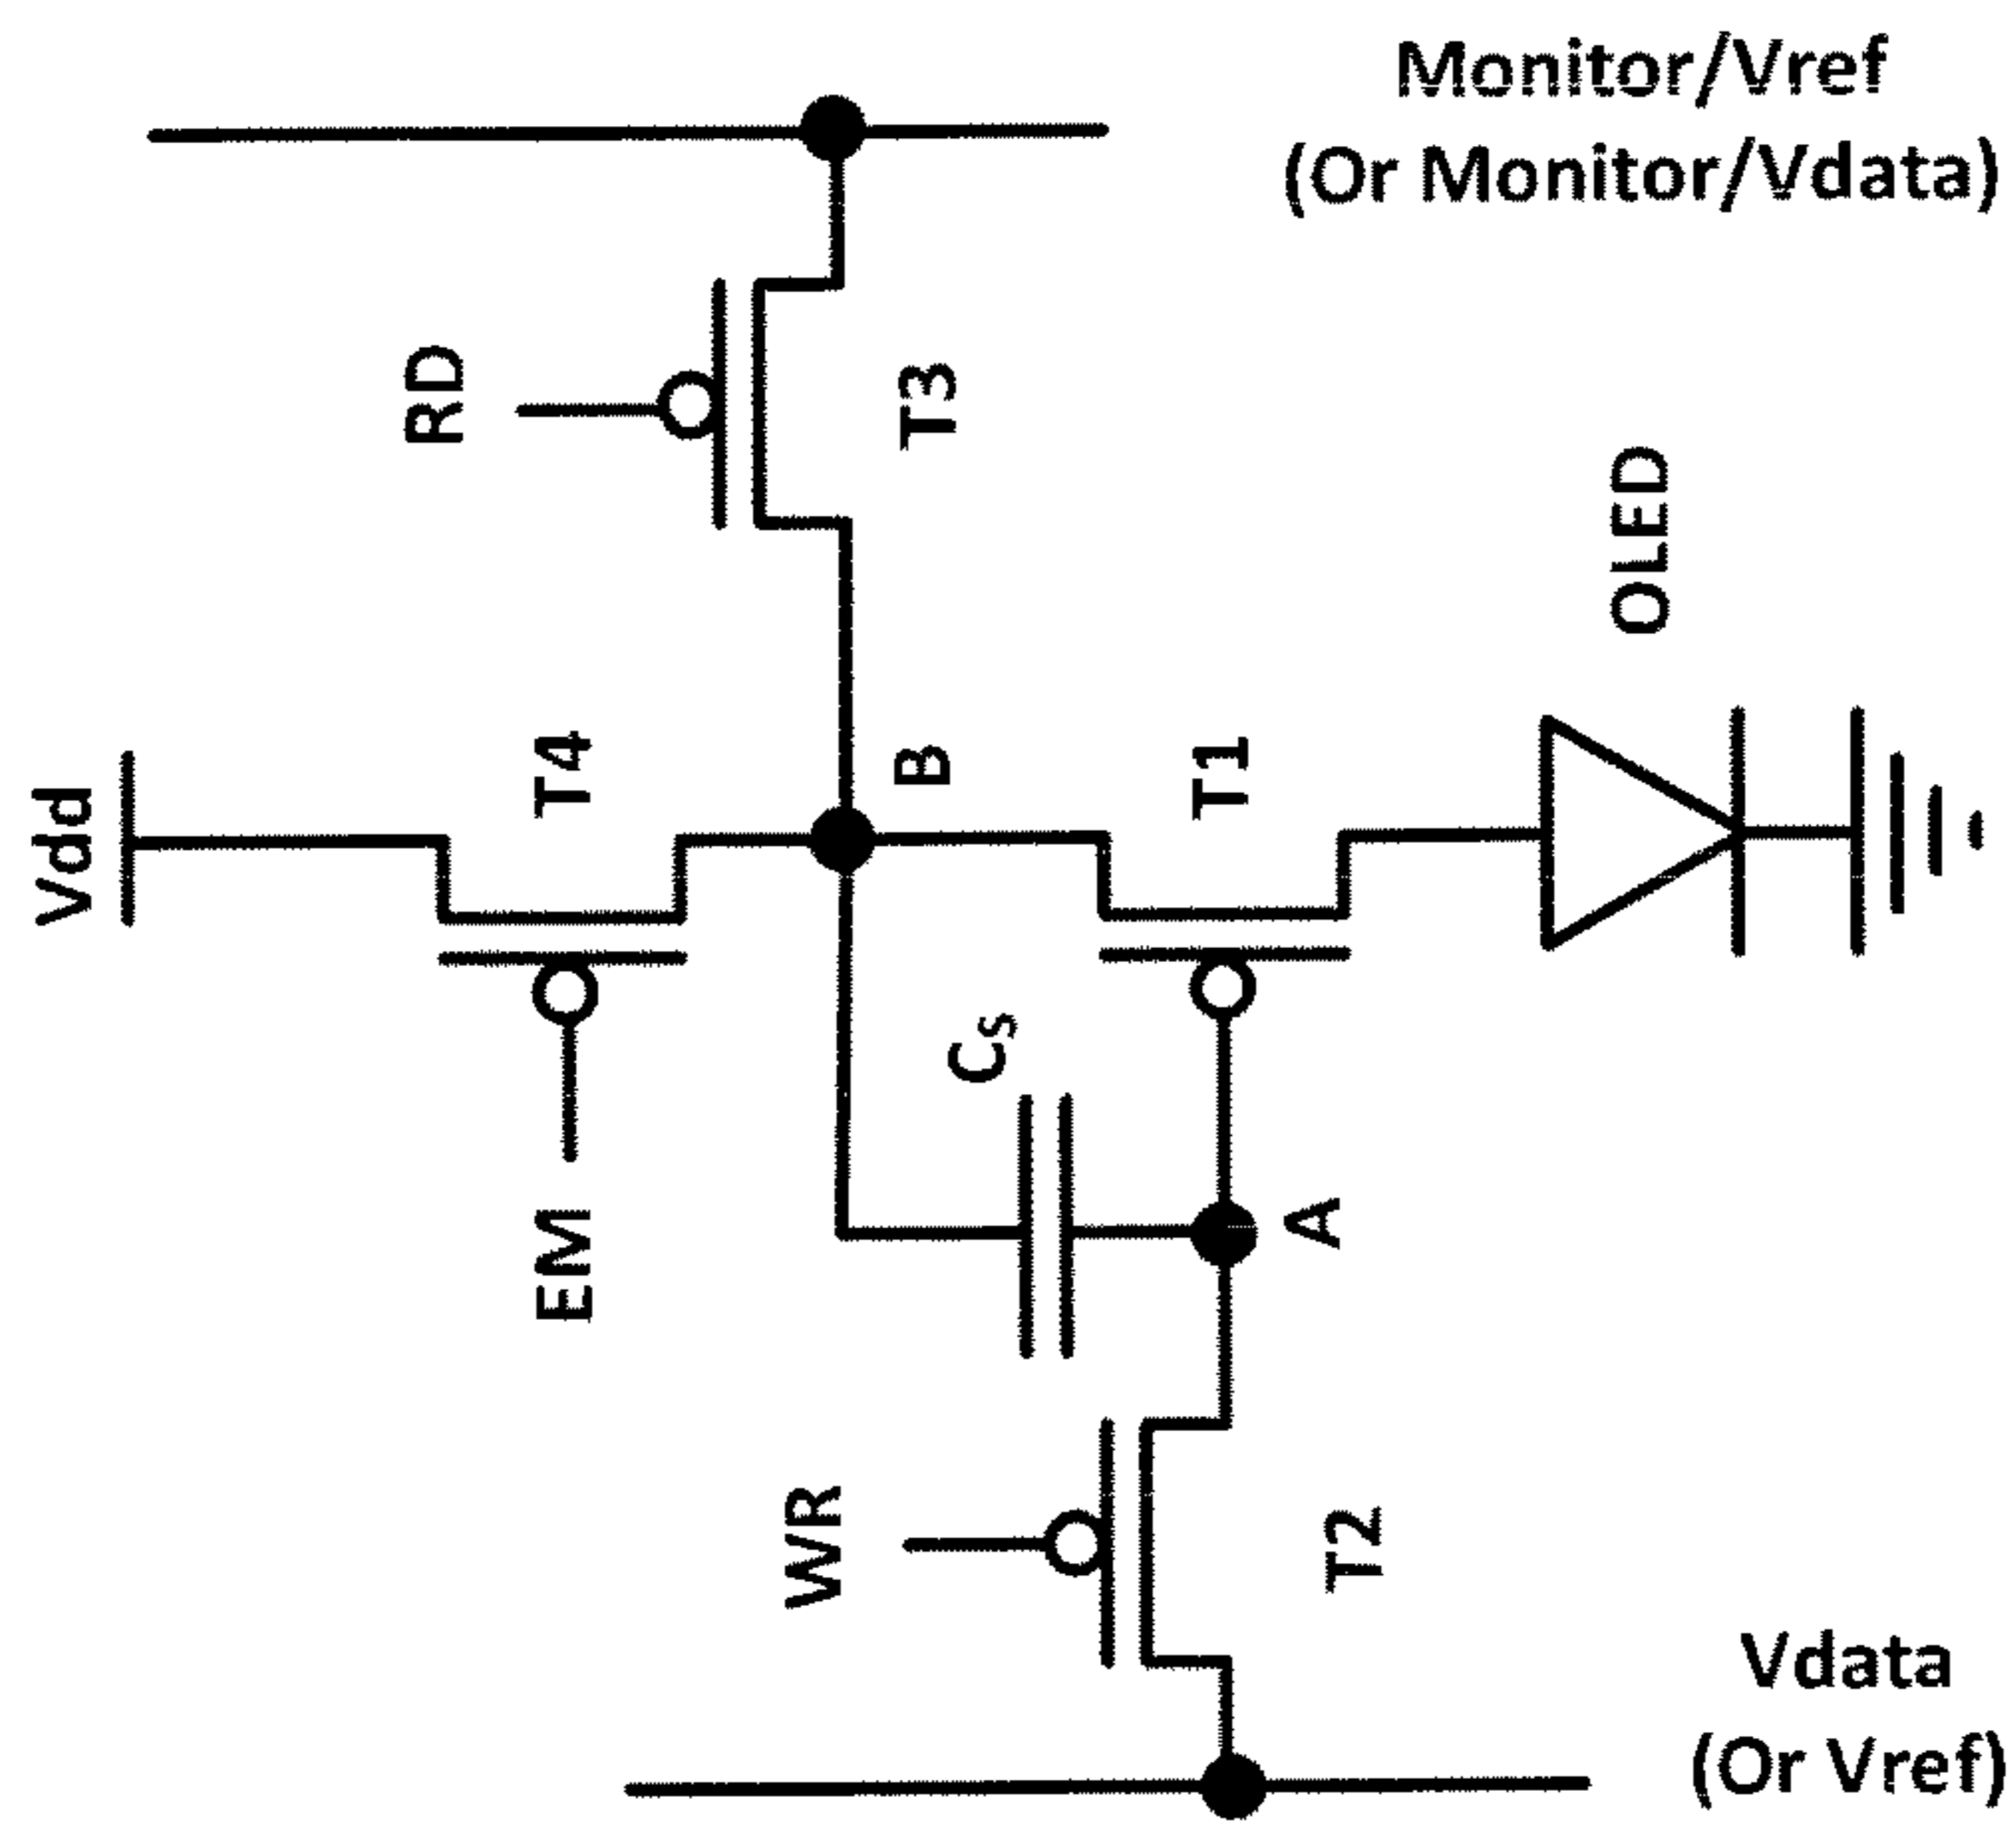 Monitor/Vref
(Or Monitor/Vdata)
RD
T3
OLED
Vdd
T4
B
T1
Cs
EM
A
WR
T2
Vdata
(Or Vref)